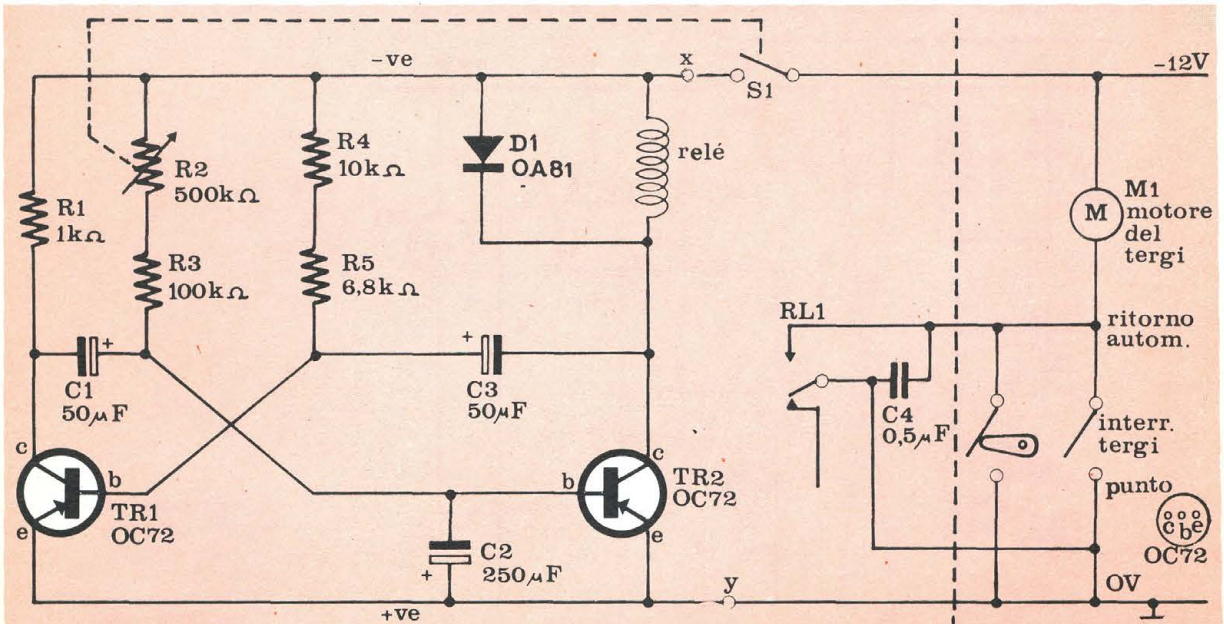 -ve
x
S1
-12V
R1
1kΩ
R2
500kΩ
R3
100kΩ
R4
10kΩ
R5
6,8kΩ
D1
OA81
relé
M
M1
motore
del
tergi
RL1
ritorno
autom.
+
C1
50μF
+
C3
50μF
C4
0,5μF
interr.
tergi
punto
c
b
e
TR1
OC72
b
c
e
TR2
OC72
C2
250μF
+
c b e
OC72
+ve
y
OV